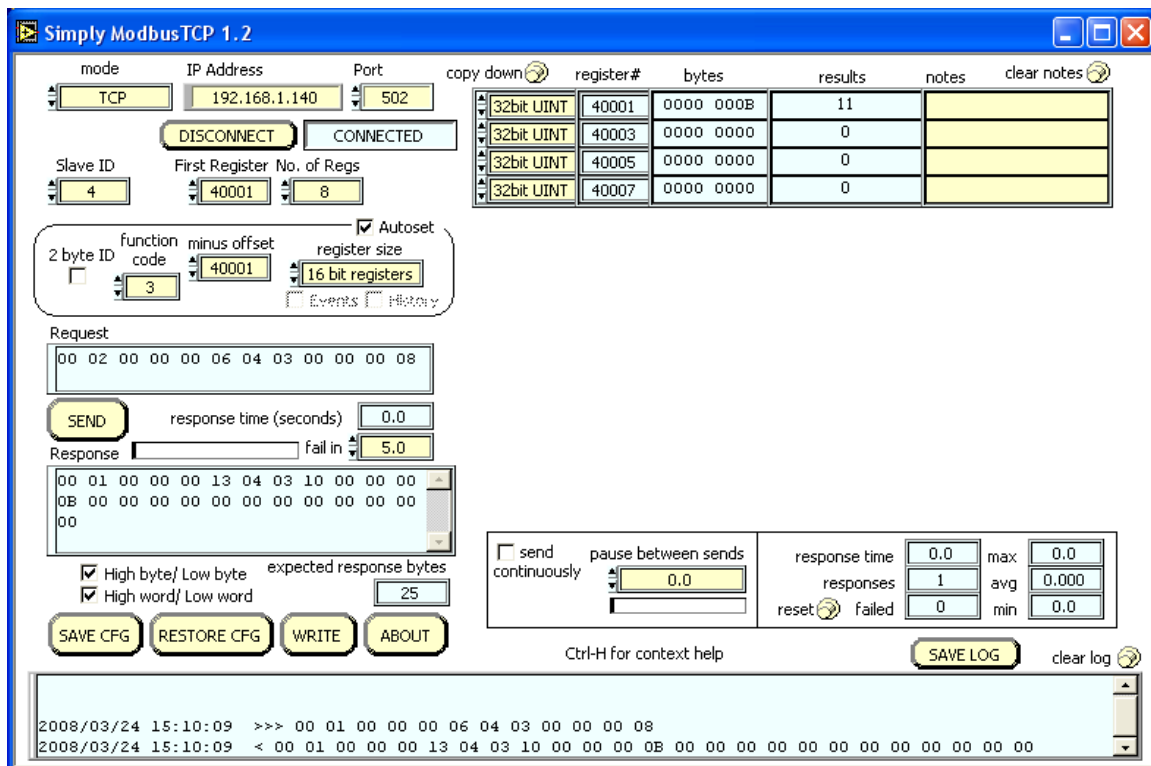 Simply ModbusTCP 1.2
mode IP Address Port copy down register# bytes results notes clear notes
TCP 192.168.1.140 502 32bit UINT 40001 0000 000B 11
DISCONNECT CONNECTED 32bit UINT 40003 0000 0000 0
Slave ID First Register No. of Regs 32bit UINT 40005 0000 0000 0
4 40001 8 32bit UINT 40007 0000 0000 0
Autoset
2 byte ID function code minus offset register size
3 40001 16 bit registers
Events History
Request
00 02 00 00 00 06 04 03 00 00 00 08
SEND response time (seconds) 0.0
Response fail in 5.0
00 01 00 00 00 13 04 03 10 00 00 00
0B 00 00 00 00 00 00 00 00 00 00 00
00
High byte/ Low byte expected response bytes
High word/ Low word 25
send continuously pause between sends response time 0.0 max 0.0
0.0 responses 1 avg 0.000
reset failed 0 min 0.0
SAVE CFG RESTORE CFG WRITE ABOUT
Ctrl-H for context help SAVE LOG clear log
2008/03/24 15:10:09 >>> 00 01 00 00 00 06 04 03 00 00 00 08
2008/03/24 15:10:09 < 00 01 00 00 00 13 04 03 10 00 00 00 0B 00 00 00 00 00 00 00 00 00 00 00 00